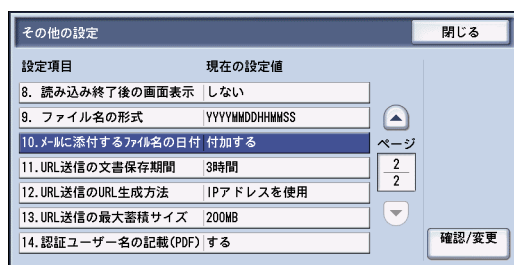 その他の設定
閉じる
設定項目 現在の設定値
8. 読み込み終了後の画面表示 しない
9. ファイル名の形式 YYYYMMDDHHMMSS
10.ﾒｰﾙに添付するﾌｧｲﾙ名の日付 付加する
ページ
11.URL送信の文書保存期間 3時間
2
2
12.URL送信のURL生成方法 IPアドレスを使用
13.URL送信の最大蓄積サイズ 200MB
14.認証ユーザー名の記載(PDF) する
確認/変更